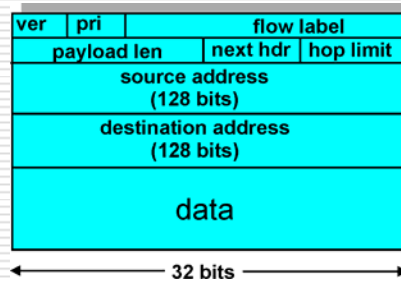 ver pri flow label
payload len next hdr hop limit
source address
(128 bits)
destination address
(128 bits)
data
32 bits